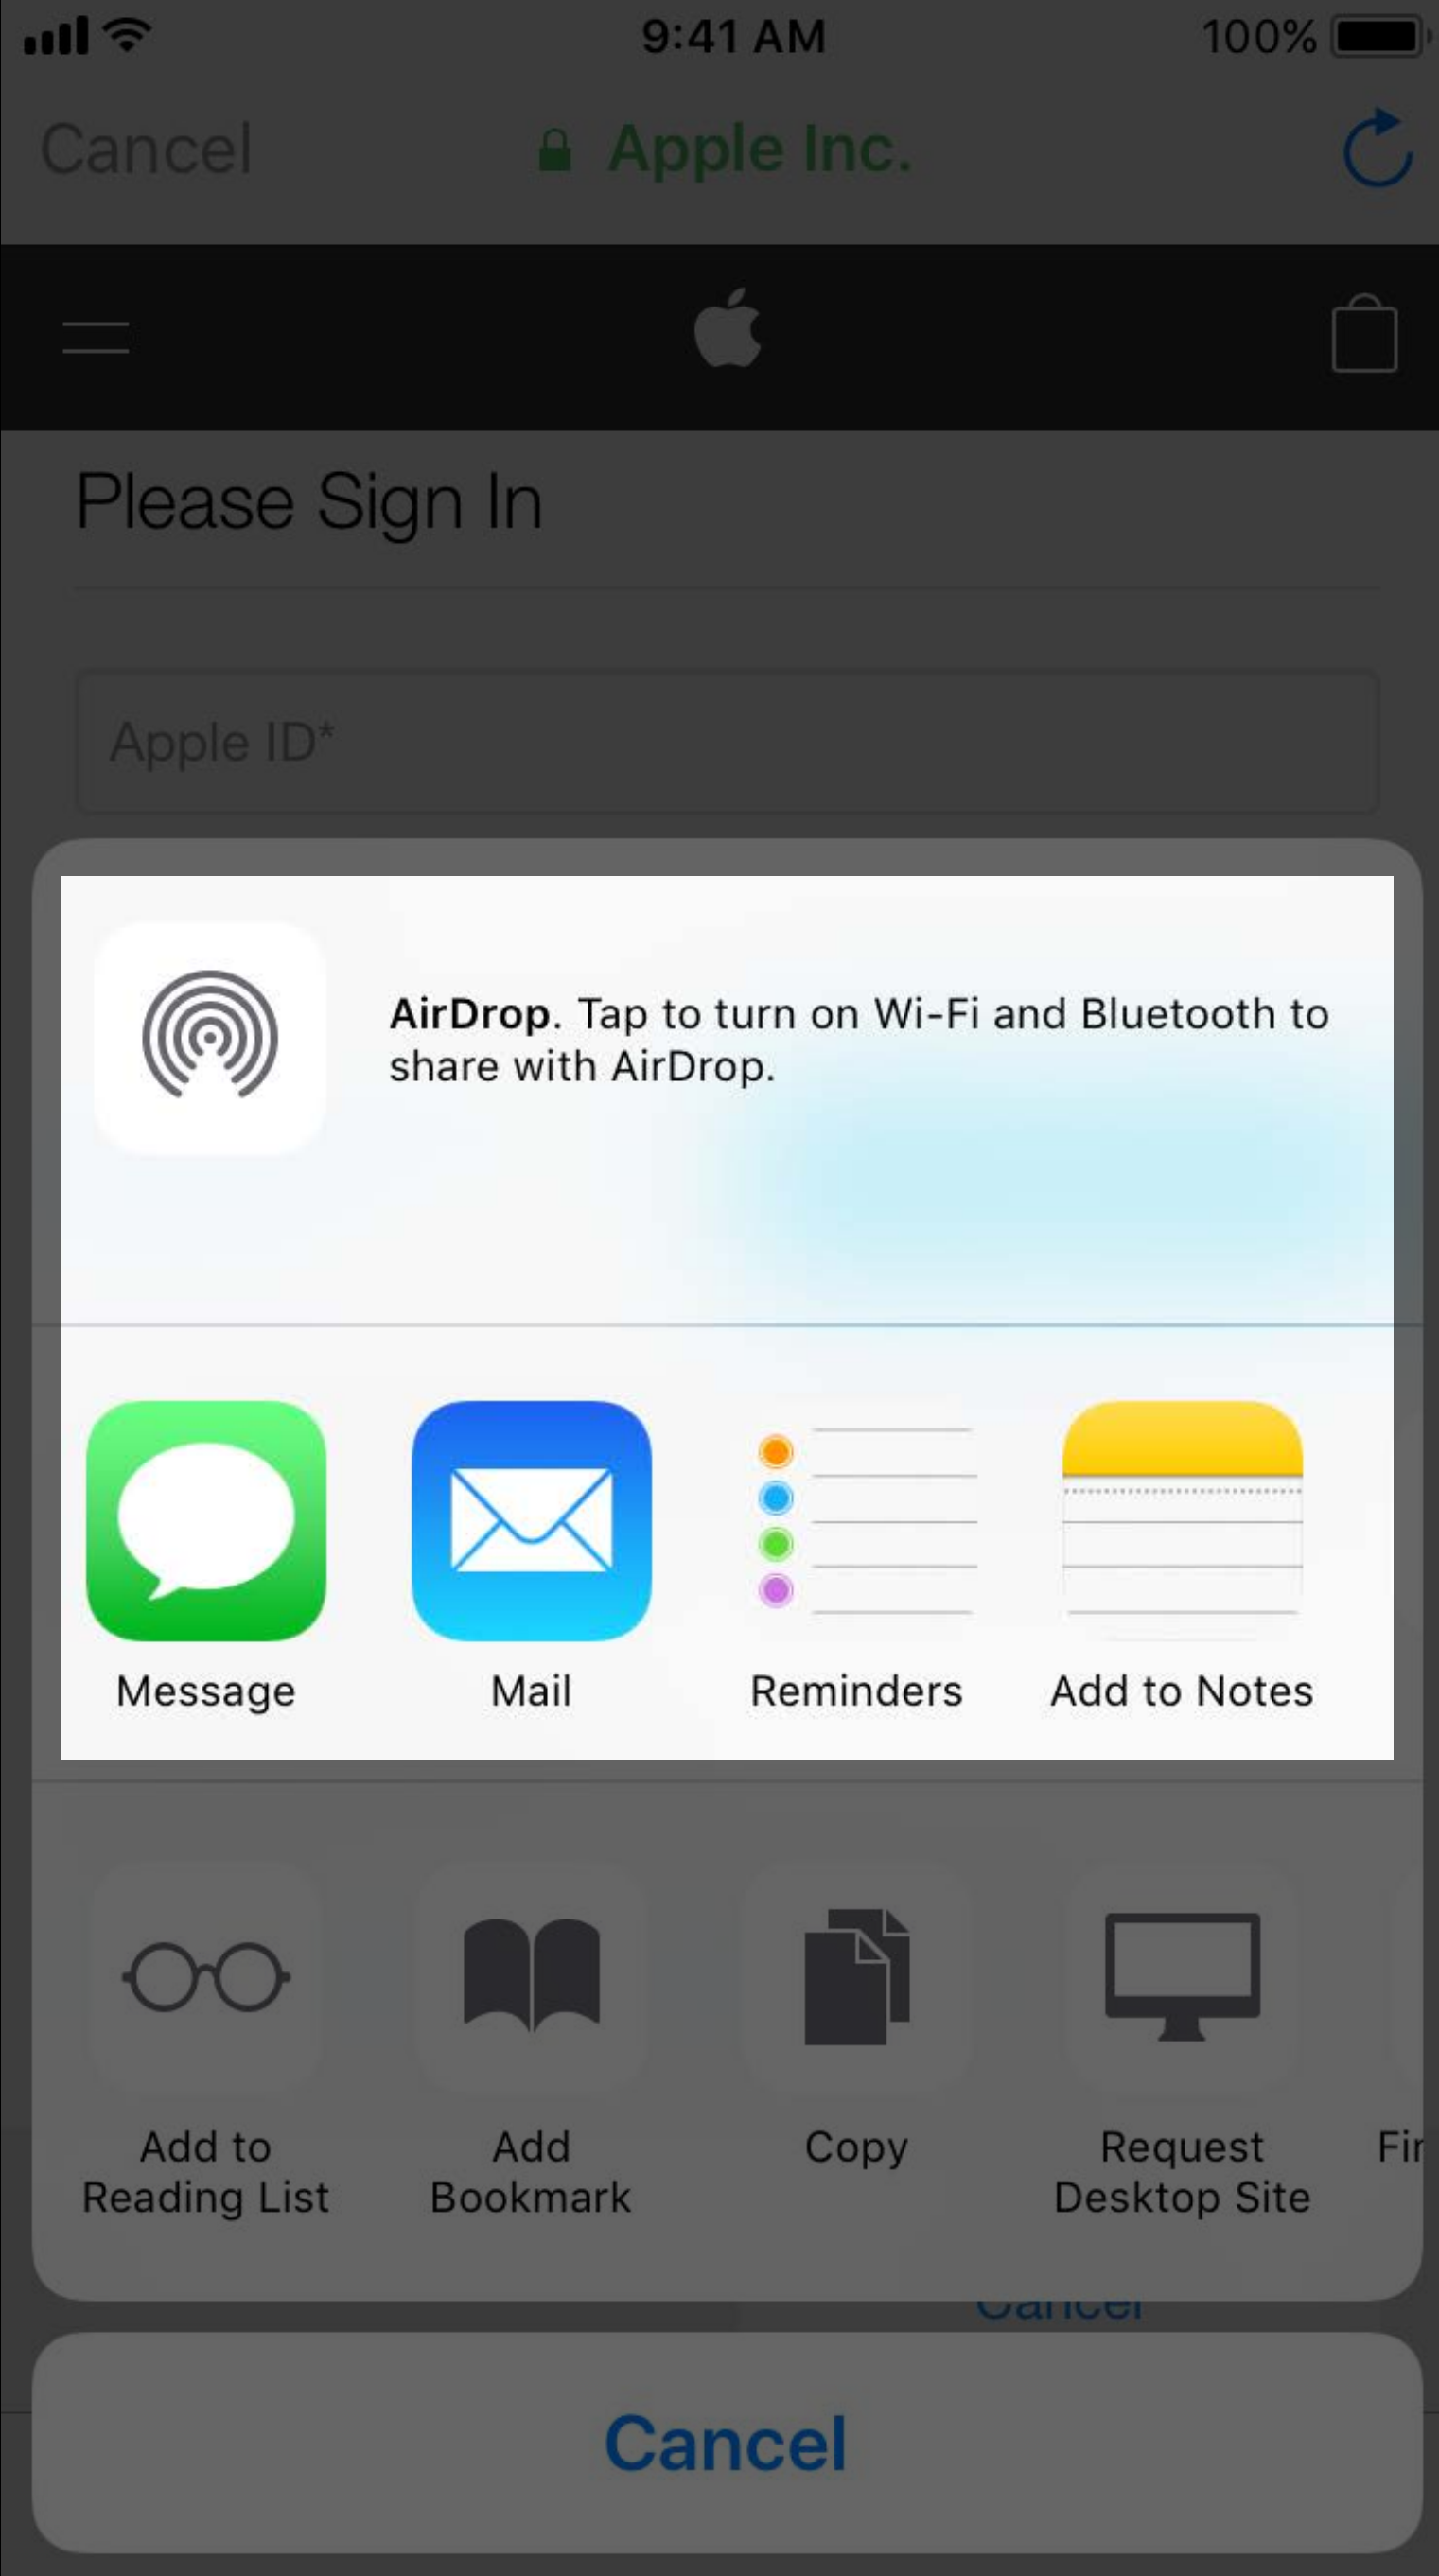 9:41 AM
100%
Cancel
Apple Inc.
Please Sign In
Apple ID*
AirDrop. Tap to turn on Wi-Fi and Bluetooth to
share with AirDrop.
Message
Mail
Reminders
Add to Notes
Add to
Reading List
Add
Bookmark
Copy
Request
Desktop Site
Cancel
Cancel